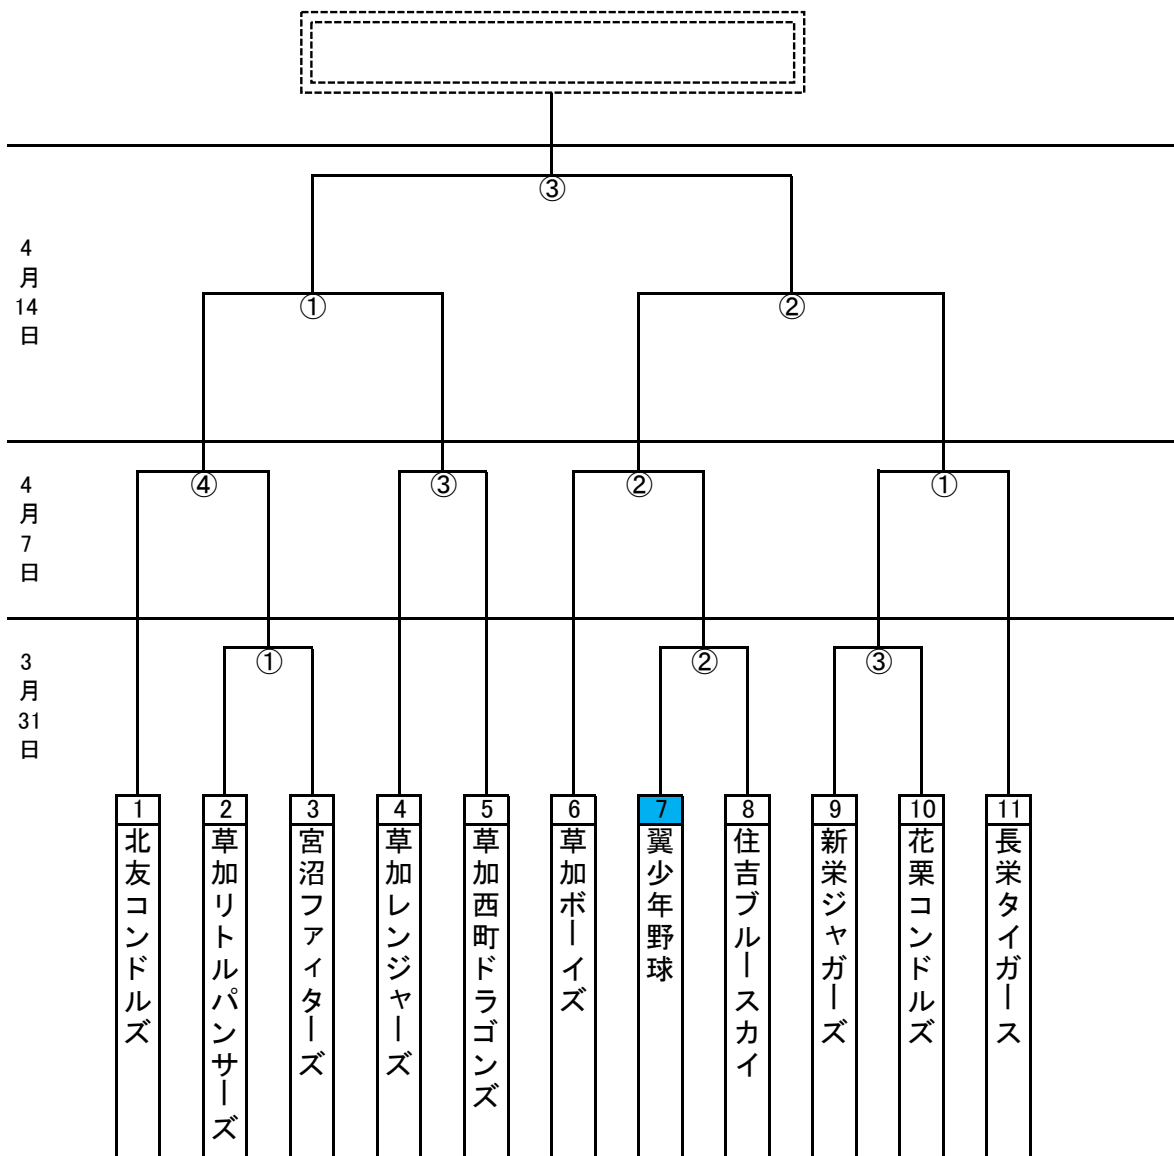 ③
4月14日
①
②
4月7日
④
③
②
①
3月31日
①
②
③
1
北友コンドルズ
2
草加リトルパンサーズ
3
宮沼ファイターズ
4
草加レンジャーズ
5
草加西町ドラゴンズ
6
草加ボーイズ
7
翼少年野球
8
住吉ブルースカイ
9
新栄ジャガーズ
10
花栗コンドルズ
11
長栄タイガース